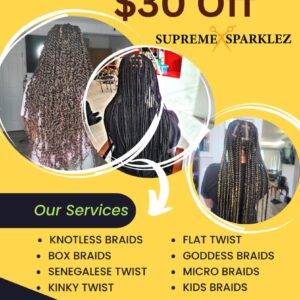 $30 Off
SUPREME SPARKLEZ
Our Services
• KNOTLESS BRAIDS
• BOX BRAIDS
• SENEGALESE TWIST
• KINKY TWIST
• FLAT TWIST
• GODDESS BRAIDS
• MICRO BRAIDS
• KIDS BRAIDS